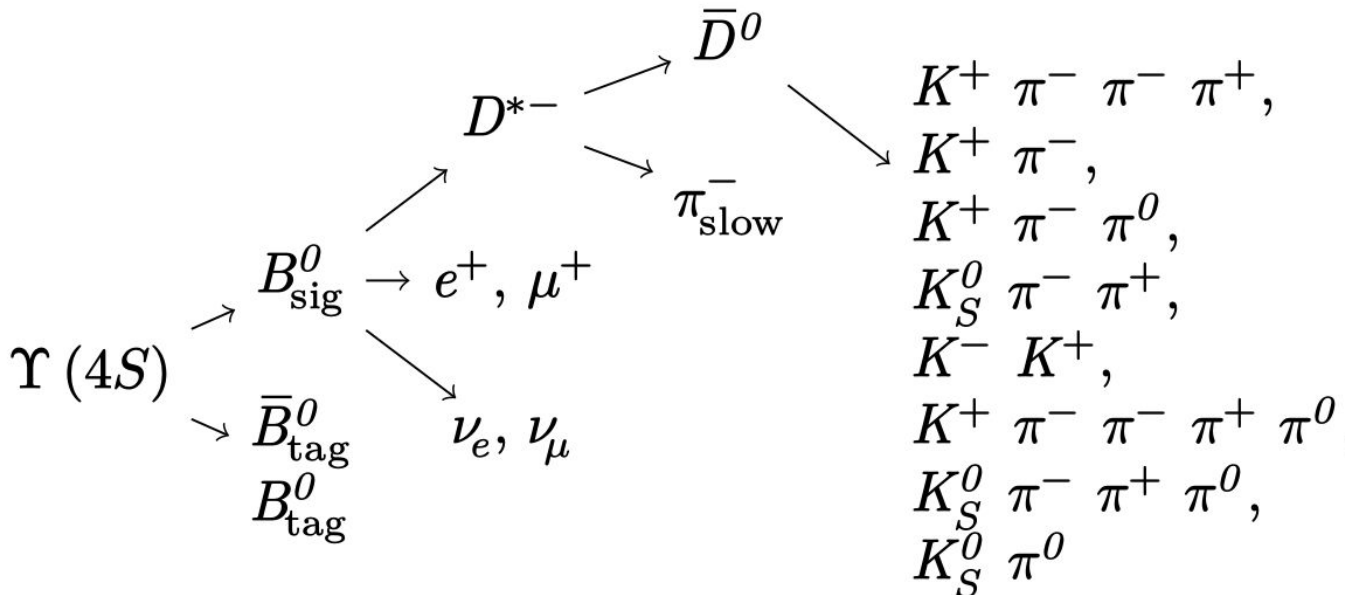 D̅⁰
K⁺ π⁻ π⁻ π⁺,
D*⁻
K⁺ π⁻,
π⁻slow
K⁺ π⁻ π⁰,
B⁰sig → e⁺, μ⁺
K⁰S π⁻ π⁺,
ϒ (4S)
K⁻ K⁺,
B̅⁰tag
νe, νμ
K⁺ π⁻ π⁻ π⁺ π⁰,
B⁰tag
K⁰S π⁻ π⁺ π⁰,
K⁰S π⁰